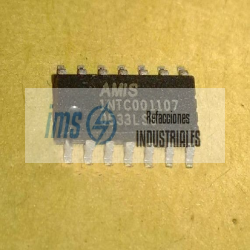 AMIS
1NTC001107
ims
Refacciones
INDUSTRIALES